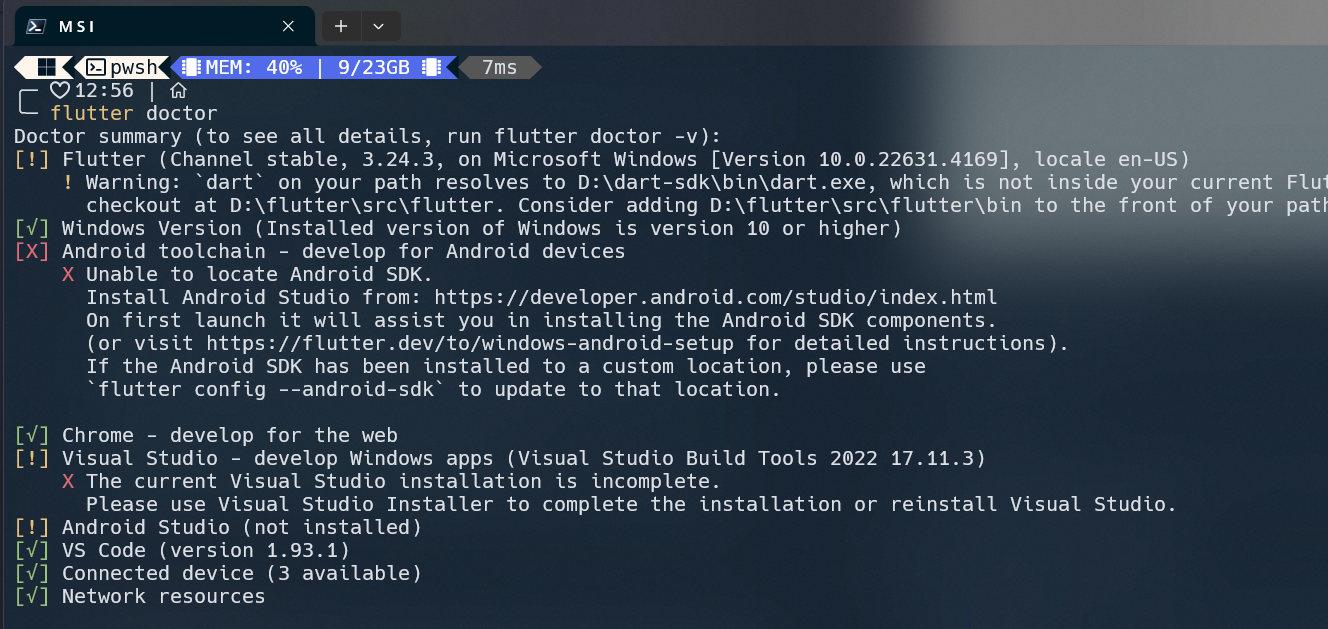 MSI
pwsh MEM: 40% | 9/23GB 7ms
12:56 |
flutter doctor
Doctor summary (to see all details, run flutter doctor -v):
[!] Flutter (Channel stable, 3.24.3, on Microsoft Windows [Version 10.0.22631.4169], locale en-US)
! Warning: `dart` on your path resolves to D:\dart-sdk\bin\dart.exe, which is not inside your current Flut
checkout at D:\flutter\src\flutter. Consider adding D:\flutter\src\flutter\bin to the front of your path
[√] Windows Version (Installed version of Windows is version 10 or higher)
[X] Android toolchain - develop for Android devices
X Unable to locate Android SDK.
Install Android Studio from: https://developer.android.com/studio/index.html
On first launch it will assist you in installing the Android SDK components.
(or visit https://flutter.dev/to/windows-android-setup for detailed instructions).
If the Android SDK has been installed to a custom location, please use
`flutter config --android-sdk` to update to that location.
[√] Chrome - develop for the web
[!] Visual Studio - develop Windows apps (Visual Studio Build Tools 2022 17.11.3)
X The current Visual Studio installation is incomplete.
Please use Visual Studio Installer to complete the installation or reinstall Visual Studio.
[!] Android Studio (not installed)
[√] VS Code (version 1.93.1)
[√] Connected device (3 available)
[√] Network resources